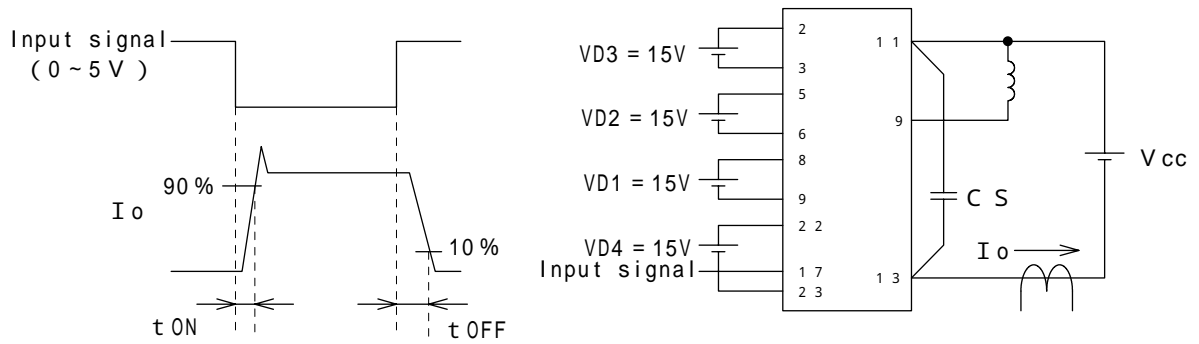 Input signal
(0~5V)
90%
Io
10%
tON
tOFF
VD3=15V
VD2=15V
VD1=15V
VD4=15V
Input signal
2
3
5
6
8
9
22
17
23
11
9
13
CS
Io
Vcc